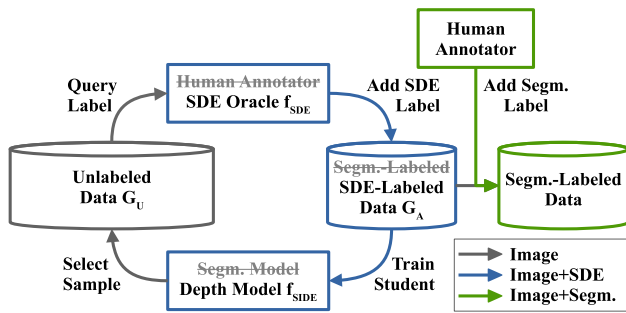 Human
Annotator
Query
Label
Human Annotator
SDE Oracle f_SDE
Add SDE
Label
Add Segm.
Label
Unlabeled
Data G_U
Segm.-Labeled
SDE-Labeled
Data G_A
Segm.-Labeled
Data
Select
Sample
Segm. Model
Depth Model f_SIDE
Train
Student
Image
Image+SDE
Image+Segm.